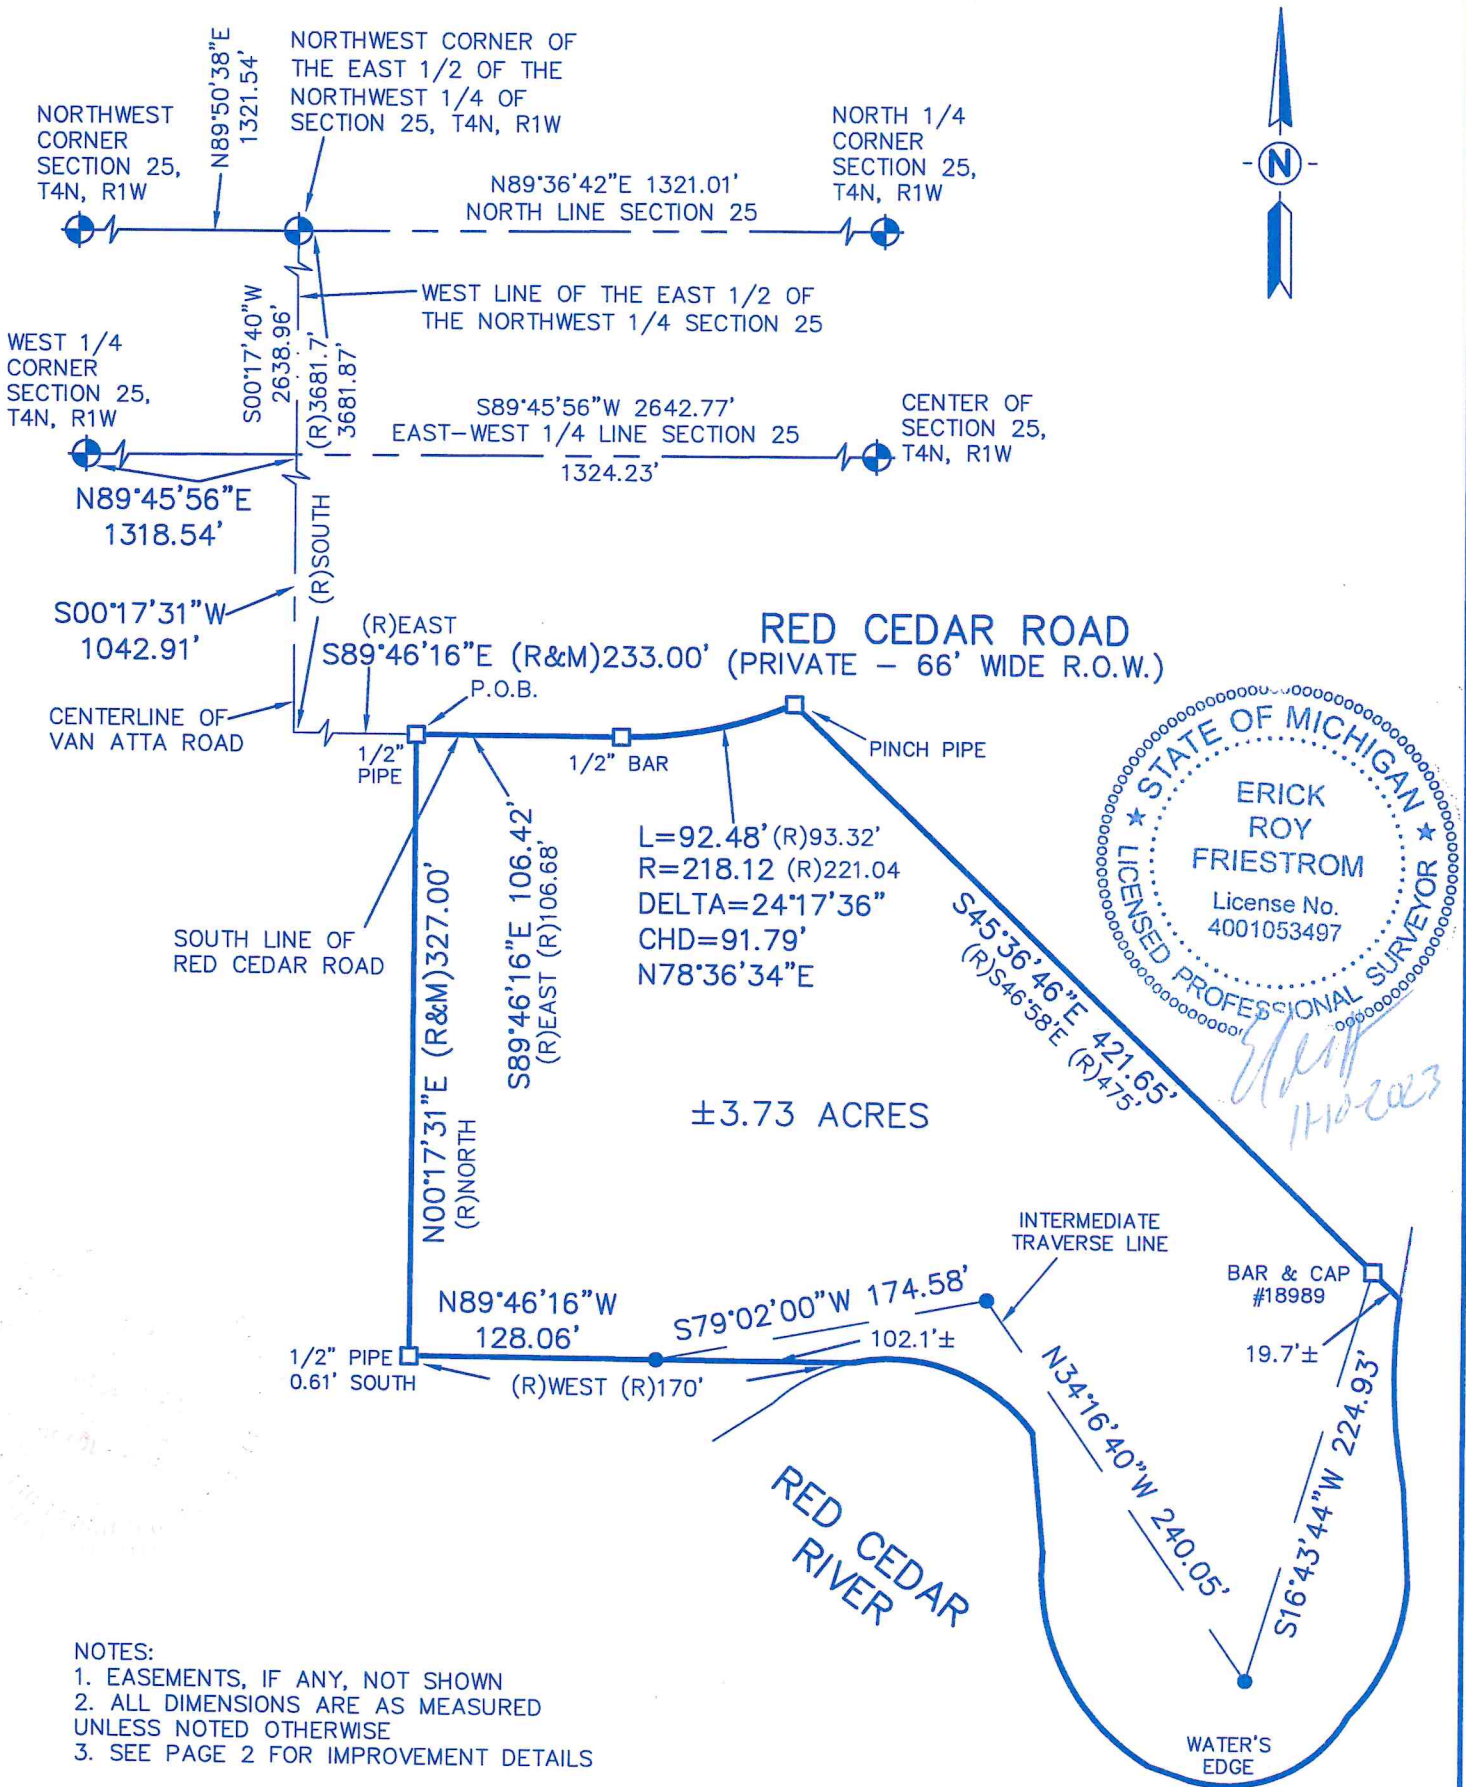 NORTHWEST
CORNER
SECTION 25,
T4N, R1W
N89°50'38"E
1321.54'
NORTHWEST CORNER OF
THE EAST 1/2 OF THE
NORTHWEST 1/4 OF
SECTION 25, T4N, R1W
N89°36'42"E 1321.01'
NORTH LINE SECTION 25
NORTH 1/4
CORNER
SECTION 25,
T4N, R1W
N
WEST LINE OF THE EAST 1/2 OF
THE NORTHWEST 1/4 SECTION 25
S00°17'40"W
2638.96'
(R)3681.7'
3681.87'
WEST 1/4
CORNER
SECTION 25,
T4N, R1W
S89°45'56"W 2642.77'
EAST-WEST 1/4 LINE SECTION 25
1324.23'
CENTER OF
SECTION 25,
T4N, R1W
N89°45'56"E
1318.54'
(R)SOUTH
S00°17'31"W
1042.91'
(R)EAST
S89°46'16"E (R&M)233.00'
RED CEDAR ROAD
(PRIVATE - 66' WIDE R.O.W.)
P.O.B.
CENTERLINE OF
VAN ATTA ROAD
1/2"
PIPE
1/2" BAR
PINCH PIPE
STATE OF MICHIGAN
ERICK
ROY
FRIESTROM
License No.
4001053497
LICENSED PROFESSIONAL SURVEYOR
11-10-2023
L=92.48' (R)93.32'
R=218.12 (R)221.04
DELTA=24°17'36"
CHD=91.79'
N78°36'34"E
S89°46'16"E 106.42'
(R)EAST (R)106.68'
SOUTH LINE OF
RED CEDAR ROAD
N00°17'31"E (R&M)327.00'
(R)NORTH
S45°36'46"E 421.65'
(R)S46°58'E (R)475'
±3.73 ACRES
INTERMEDIATE
TRAVERSE LINE
BAR & CAP
#18989
19.7'±
N89°46'16"W
128.06'
S79°02'00"W 174.58'
102.1'±
1/2" PIPE
0.61' SOUTH
(R)WEST (R)170'
N34°16'40"W 240.05'
S16°43'44"W 224.93'
RED CEDAR
RIVER
WATER'S
EDGE
NOTES:
1. EASEMENTS, IF ANY, NOT SHOWN
2. ALL DIMENSIONS ARE AS MEASURED
UNLESS NOTED OTHERWISE
3. SEE PAGE 2 FOR IMPROVEMENT DETAILS